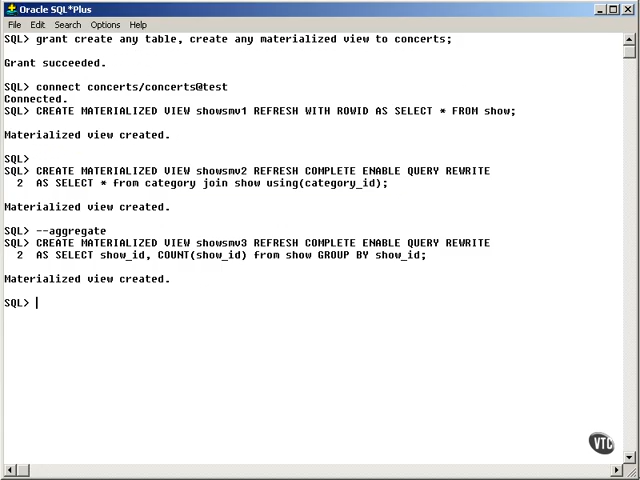 Oracle SQL*Plus
File Edit Search Options Help
SQL> grant create any table, create any materialized view to concerts;
Grant succeeded.
SQL> connect concerts/concerts@test
Connected.
SQL> CREATE MATERIALIZED VIEW showsmv1 REFRESH WITH ROWID AS SELECT * FROM show;
Materialized view created.
SQL>
SQL> CREATE MATERIALIZED VIEW showsmv2 REFRESH COMPLETE ENABLE QUERY REWRITE
2 AS SELECT * from category join show using(category_id);
Materialized view created.
SQL> --aggregate
SQL> CREATE MATERIALIZED VIEW showsmv3 REFRESH COMPLETE ENABLE QUERY REWRITE
2 AS SELECT show_id, COUNT(show_id) from show GROUP BY show_id;
Materialized view created.
SQL>
VTC